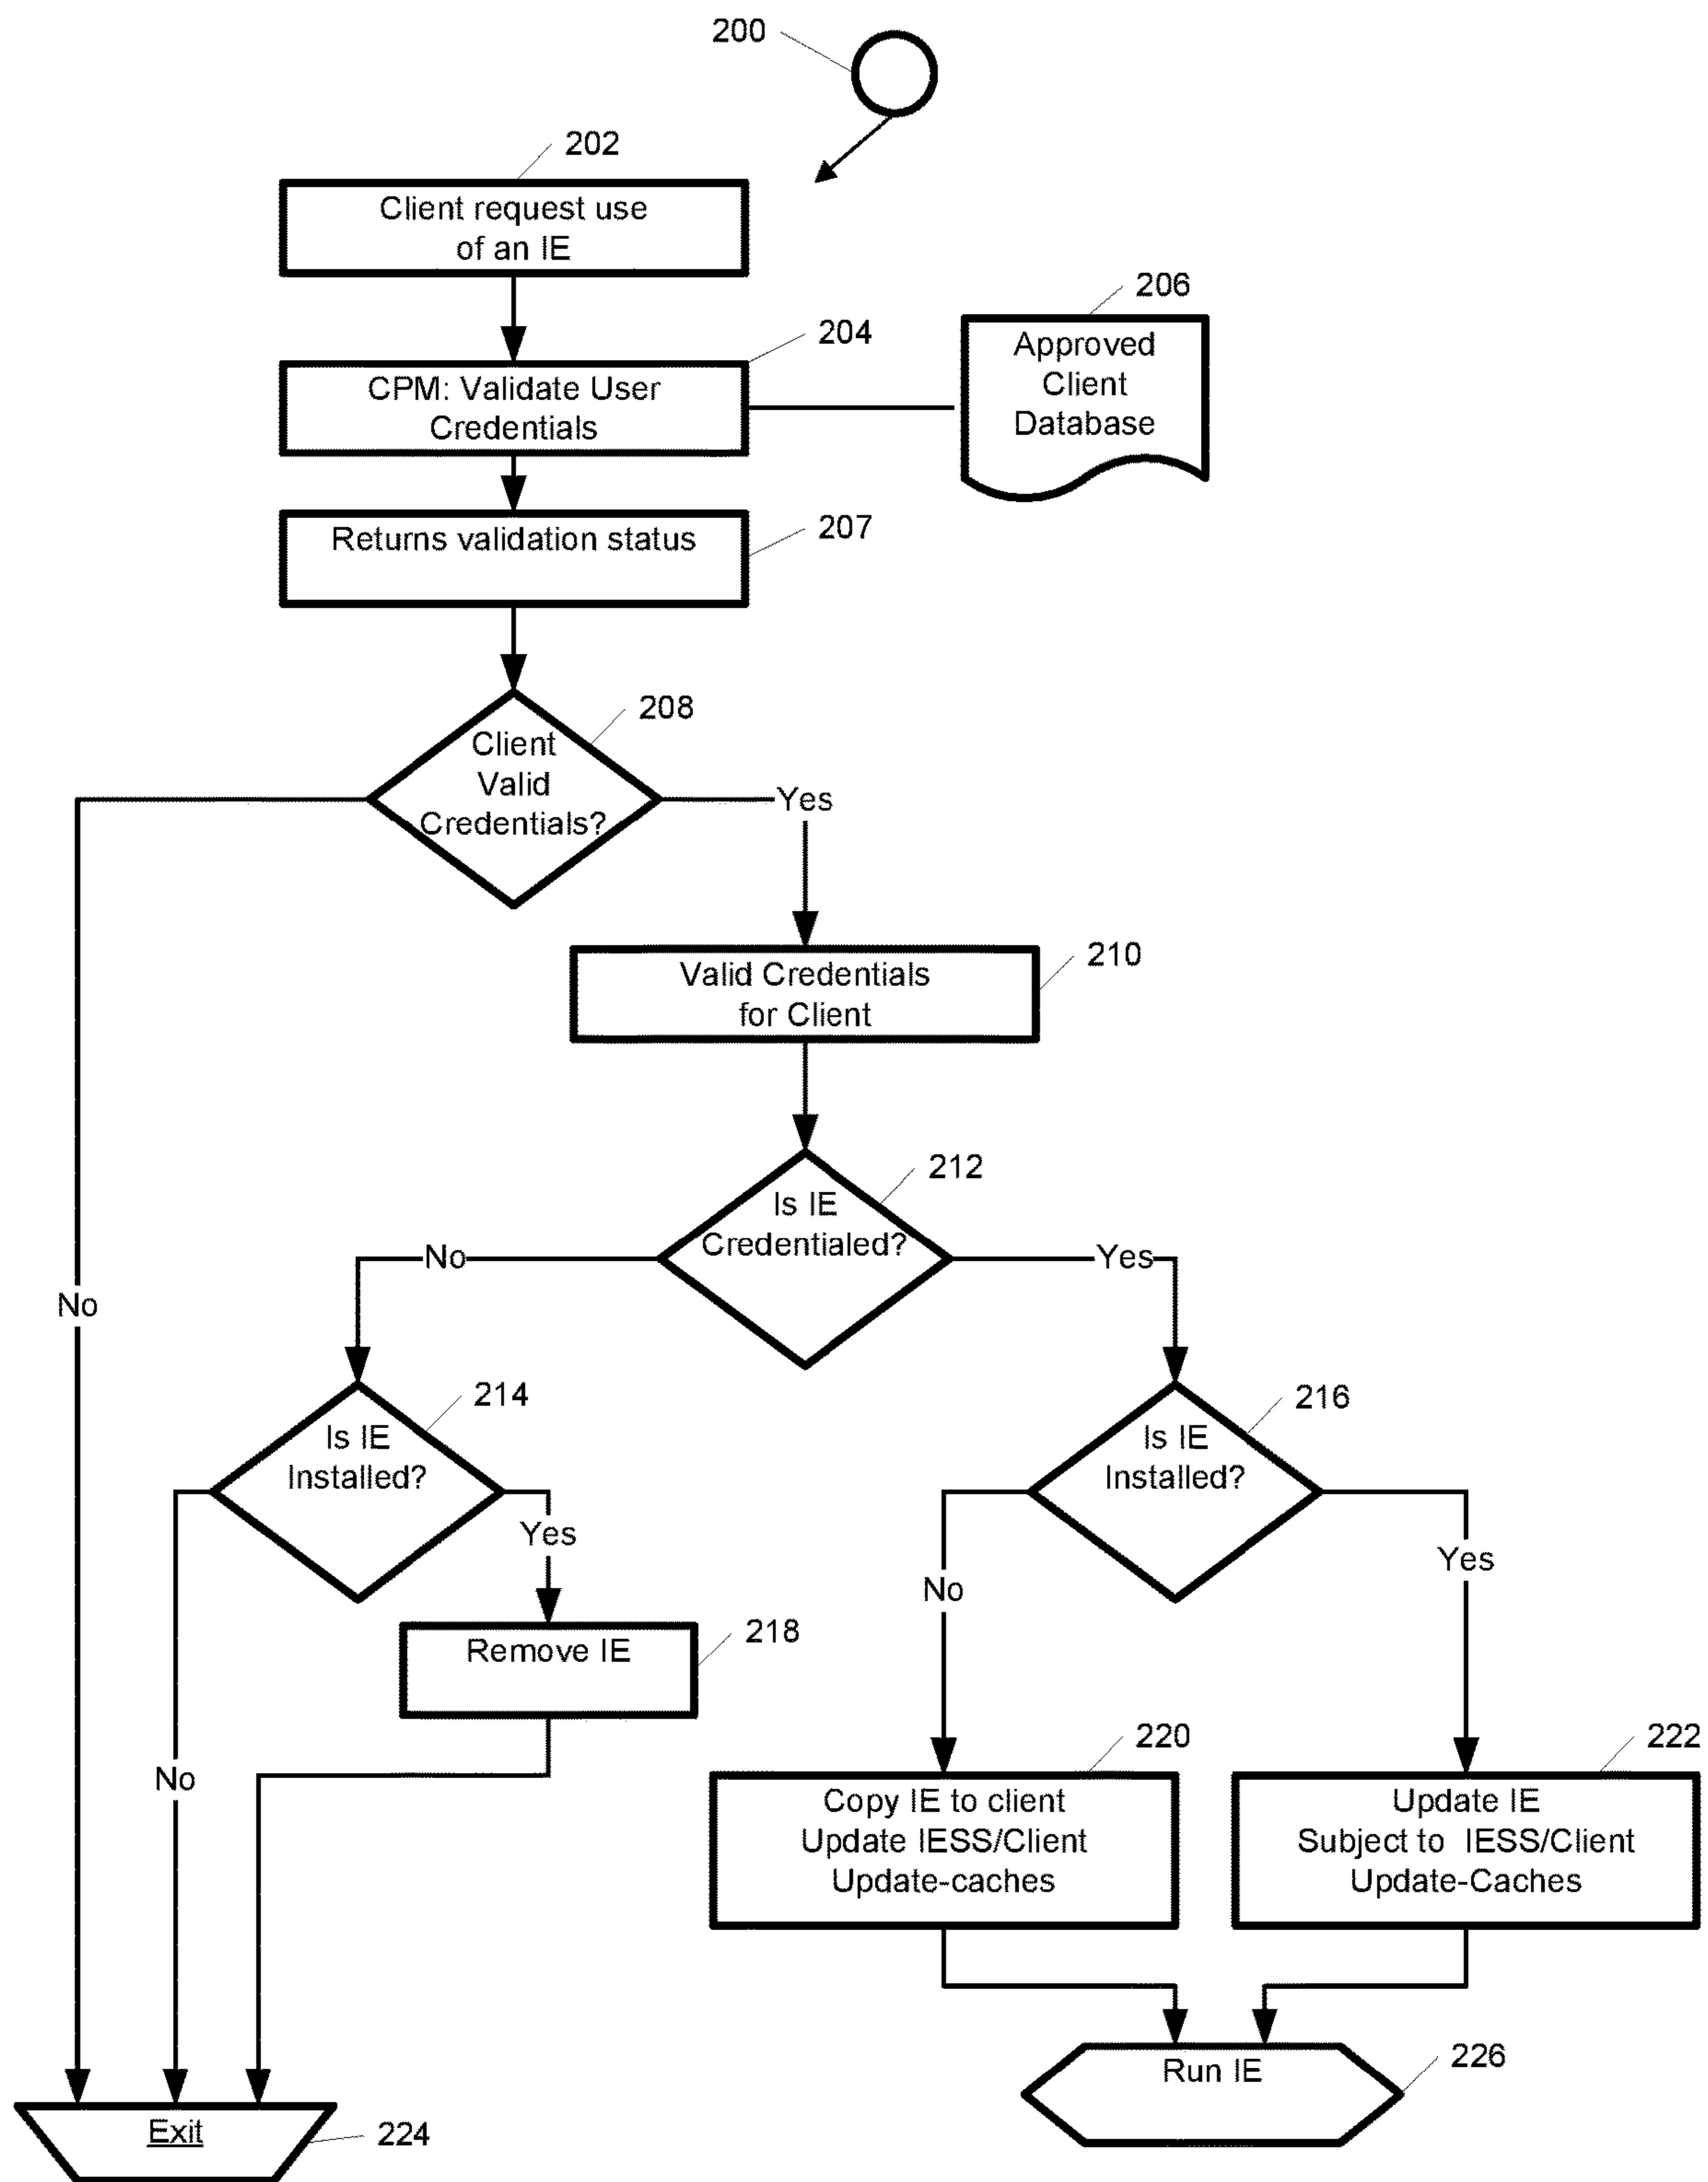 200
202
Client request use
of an IE
206
Approved
Client
Database
204
CPM: Validate User
Credentials
207
Returns validation status
208
Client
Valid
Credentials?
Yes
No
210
Valid Credentials
for Client
212
Is IE
Credentialed?
No
Yes
214
Is IE
Installed?
216
Is IE
Installed?
Yes
No
Yes
No
218
Remove IE
220
Copy IE to client
Update IESS/Client
Update-caches
222
Update IE
Subject to IESS/Client
Update-Caches
226
Run IE
224
Exit